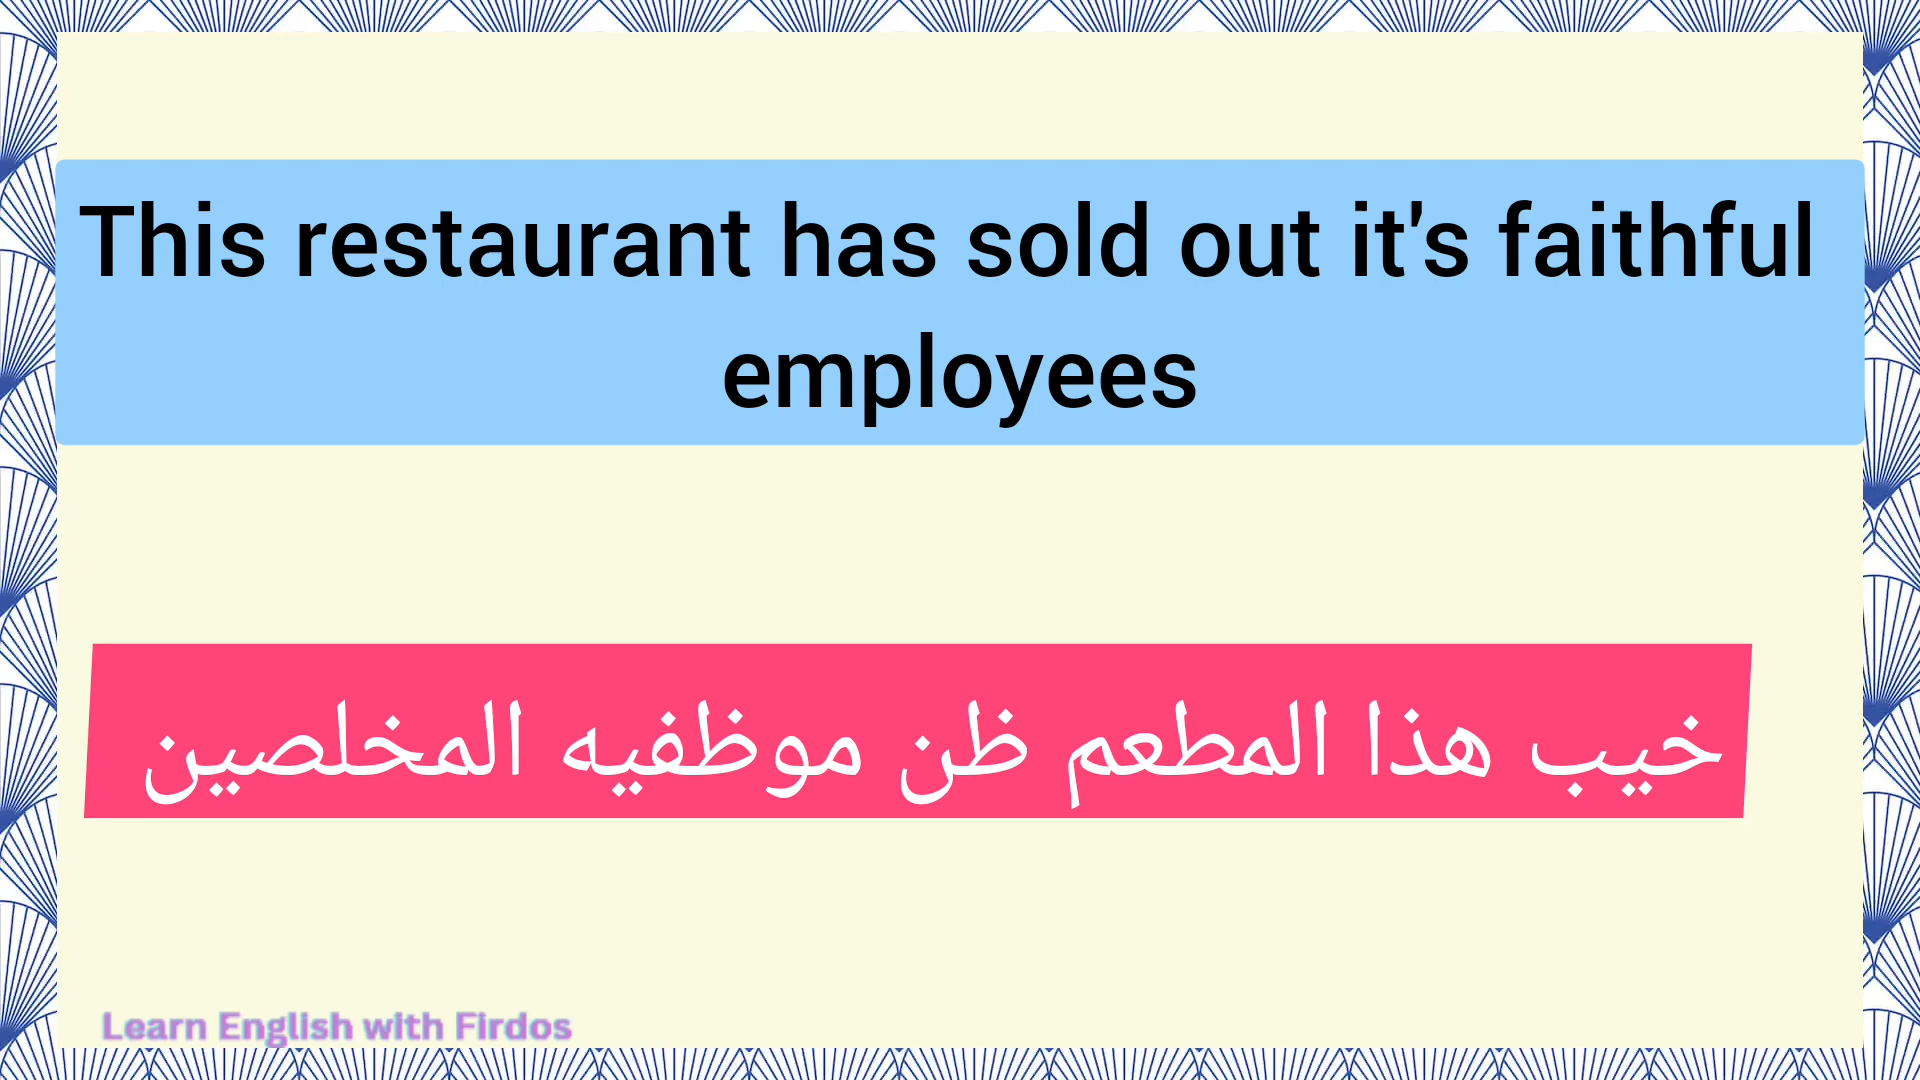 This restaurant has sold out it's faithful
employees
خيب هذا المطعم ظن موظفيه المخلصين
Learn English with Firdos